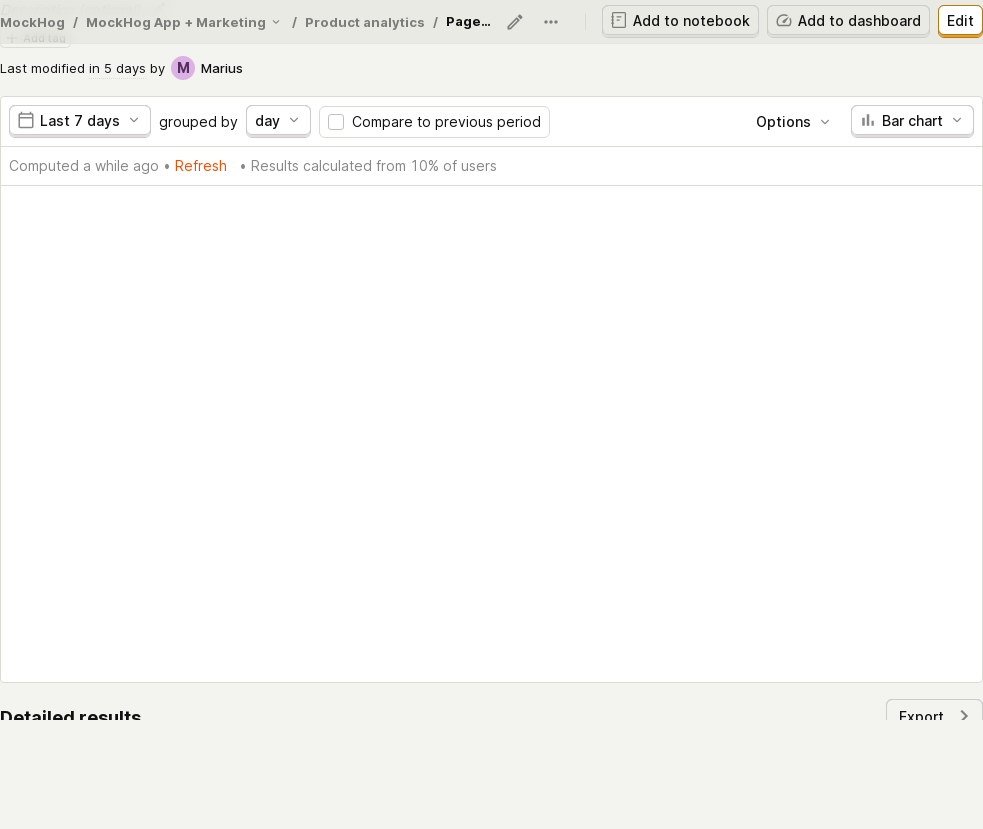 MockHog / MockHog App + Marketing / Product analytics / Page...
Add to notebook
Add to dashboard
Edit
Add tag
Last modified in 5 days by M Marius
Last 7 days grouped by day Compare to previous period Options Bar chart
Computed a while ago • Refresh • Results calculated from 10% of users
Detailed results
Export